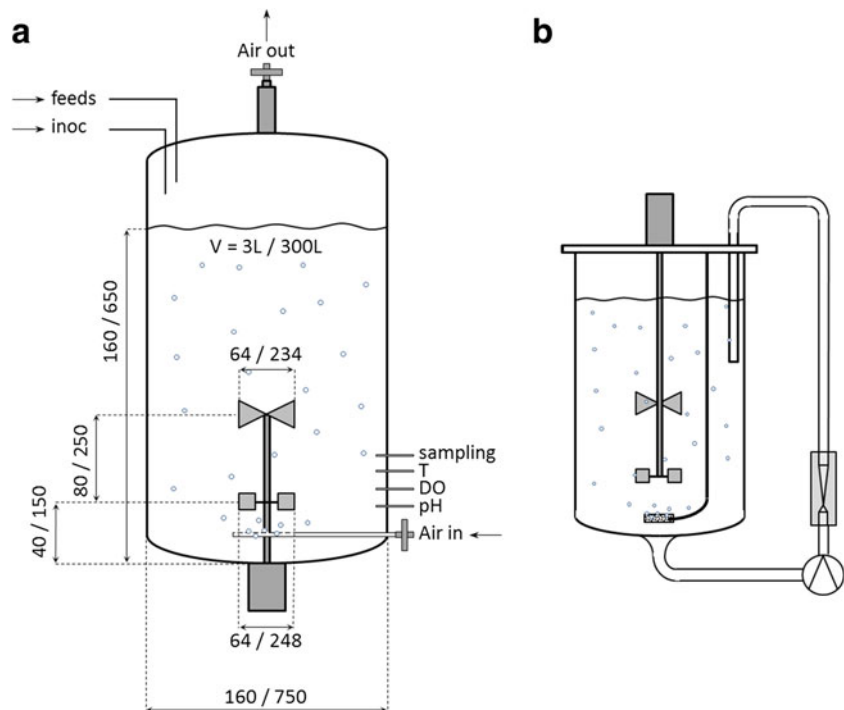 a
b
Air out
feeds
inoc
V = 3L / 300L
160 / 650
64 / 234
80 / 250
sampling
T
DO
pH
40 / 150
Air in
64 / 248
160 / 750